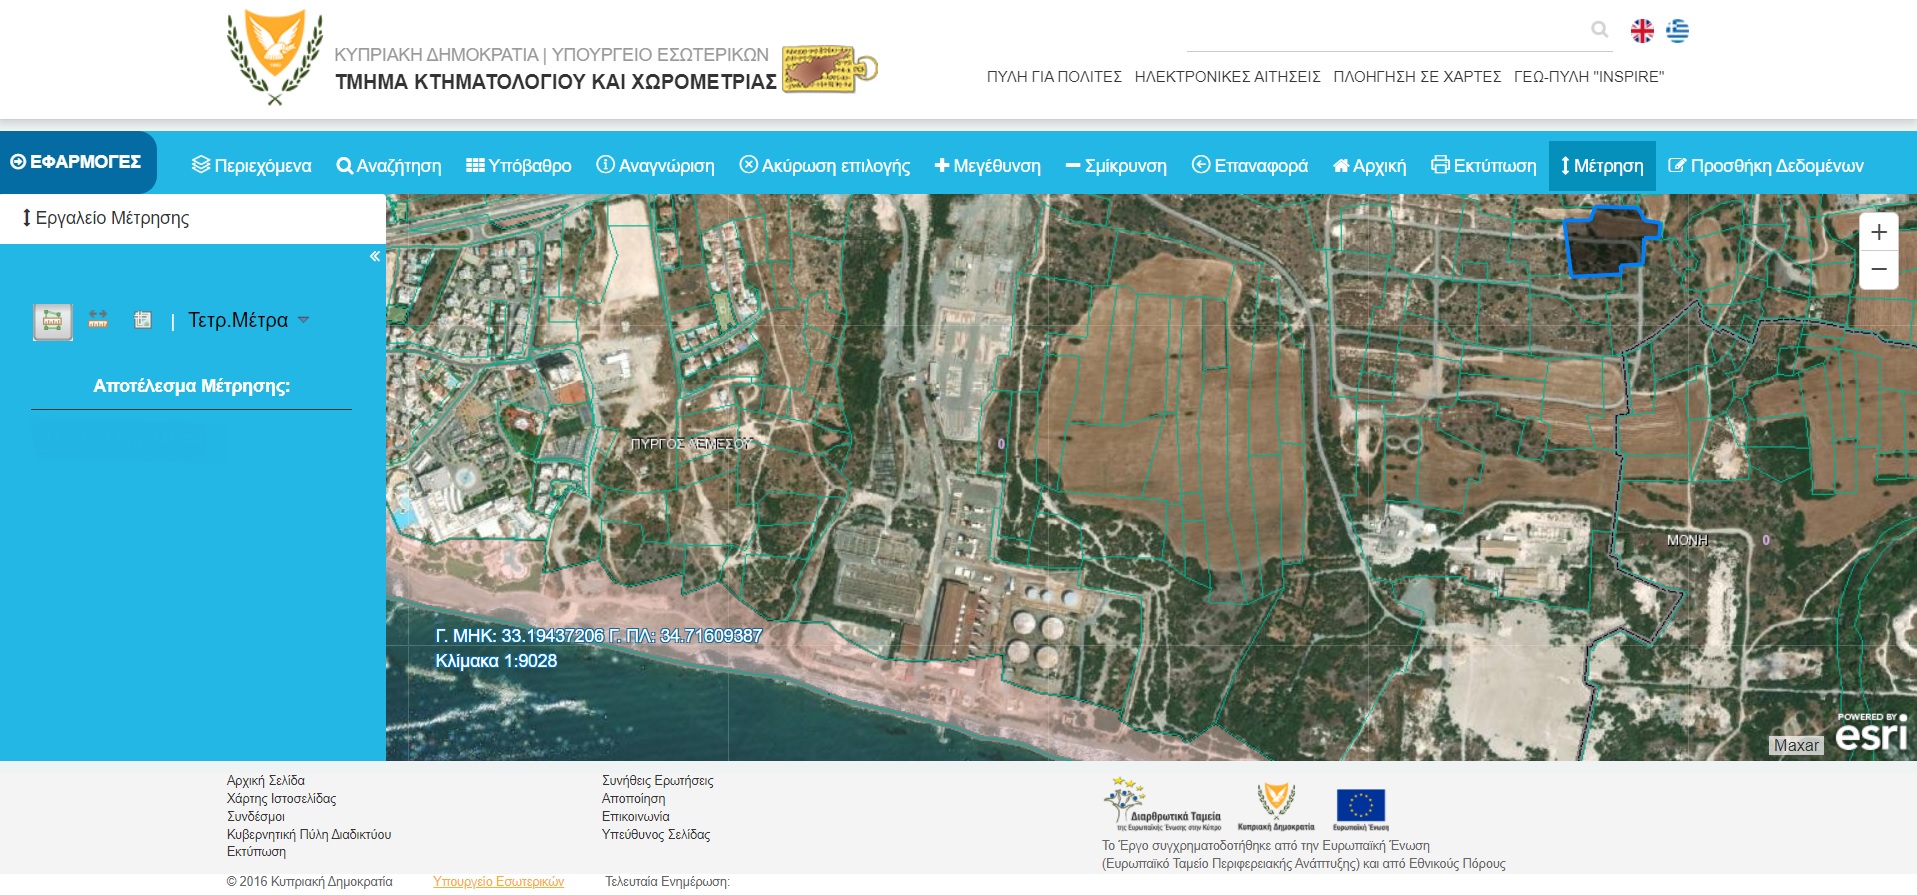 ΚΥΠΡΙΑΚΗ ΔΗΜΟΚΡΑΤΙΑ | ΥΠΟΥΡΓΕΙΟ ΕΣΩΤΕΡΙΚΩΝ
ΤΜΗΜΑ ΚΤΗΜΑΤΟΛΟΓΙΟΥ ΚΑΙ ΧΩΡΟΜΕΤΡΙΑΣ
ΠΥΛΗ ΓΙΑ ΠΟΛΙΤΕΣ ΗΛΕΚΤΡΟΝΙΚΕΣ ΑΙΤΗΣΕΙΣ ΠΛΟΗΓΗΣΗ ΣΕ ΧΑΡΤΕΣ ΓΕΩ-ΠΥΛΗ "INSPIRE"
ΕΦΑΡΜΟΓΕΣ Περιεχόμενα Αναζήτηση Υπόβαθρο Αναγνώριση Ακύρωση επιλογής Μεγέθυνση Σμίκρυνση Επαναφορά Αρχική Εκτύπωση Μέτρηση Προσθήκη Δεδομένων
Εργαλείο Μέτρησης
«
| Τετρ.Μέτρα
Αποτέλεσμα Μέτρησης:
+
−
ΠΥΡΓΟΣ ΛΕΜΕΣΟΥ
0
ΜΟΝΗ 0
Γ. ΜΗΚ: 33.19437206 Γ. ΠΛ: 34.71609387
Κλίμακα 1:9028
POWERED BY
esri
Maxar
Αρχική Σελίδα
Χάρτης Ιστοσελίδας
Συνδέσμοι
Κυβερνητική Πύλη Διαδικτύου
Εκτύπωση
Συνήθεις Ερωτήσεις
Αποποίηση
Επικοινωνία
Υπεύθυνος Σελίδας
Διαρθρωτικά Ταμεία
της Ευρωπαϊκής Ένωσης στην Κύπρο
Κυπριακή Δημοκρατία
Ευρωπαϊκή Ένωση
Το Έργο συγχρηματοδοτήθηκε από την Ευρωπαϊκή Ένωση
(Ευρωπαϊκό Ταμείο Περιφερειακής Ανάπτυξης) και από Εθνικούς Πόρους
© 2016 Κυπριακή Δημοκρατία Υπουργείο Εσωτερικών Τελευταία Ενημέρωση: